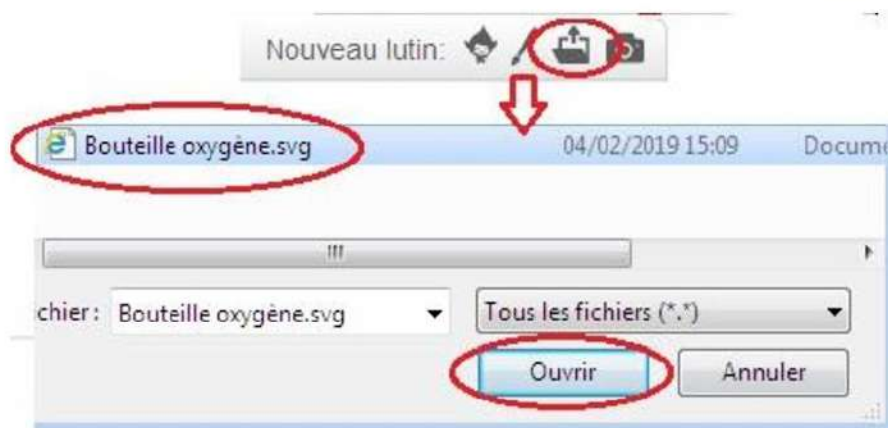 Nouveau lutin:
Bouteille oxygène.svg 04/02/2019 15:09 Docume
chier: Bouteille oxygène.svg Tous les fichiers (*.*)
Ouvrir Annuler